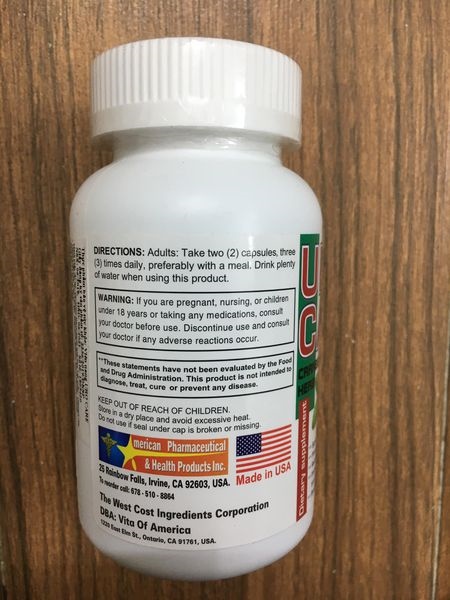 DIRECTIONS: Adults: Take two (2) capsules, three
(3) times daily, preferably with a meal. Drink plenty
of water when using this product.
WARNING: If you are pregnant, nursing, or children
under 18 years or taking any medications, consult
your doctor before use. Discontinue use and consult
your doctor if any adverse reactions occur.
**These statements have not been evaluated by the Food
and Drug Administration. This product is not intended to
diagnose, treat, cure or prevent any disease.
KEEP OUT OF REACH OF CHILDREN.
Store in a dry place and avoid excessive heat.
Do not use if seal under cap is broken or missing.
merican Pharmaceutical
& Health Products Inc.
Made in USA
25 Rainbow Falls, Irvine, CA 92603, USA.
To reorder call: 678 - 510 - 8864
The West Cost Ingredients Corporation
DBA: Vita Of America
1220 East Elm St., Ontario, CA 91761, USA.
U
C
CRA
HER
Dietary supplement